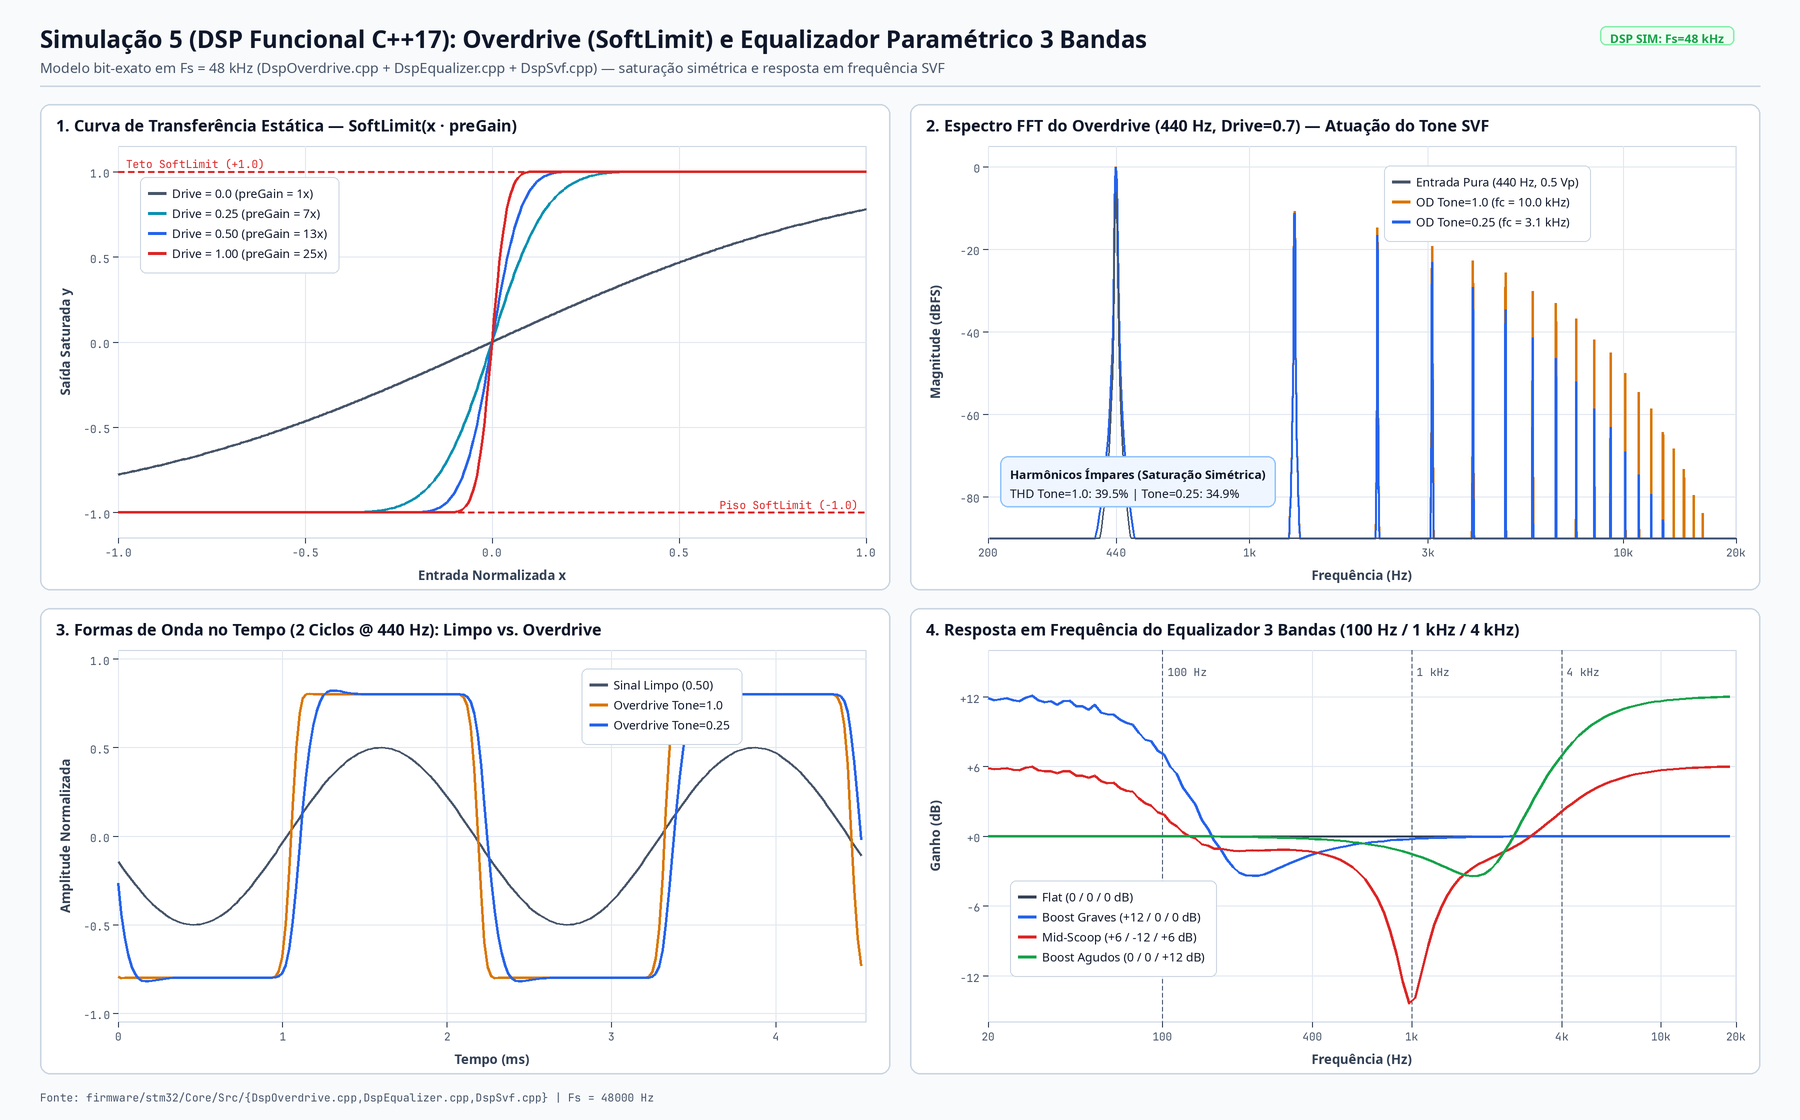 Simulação 5 (DSP Funcional C++17): Overdrive (SoftLimit) e Equalizador Paramétrico 3 Bandas
DSP SIM: Fs=48 kHz
Modelo bit-exato em Fs = 48 kHz (DspOverdrive.cpp + DspEqualizer.cpp + DspSvf.cpp) — saturação simétrica e resposta em frequência SVF
1. Curva de Transferência Estática — SoftLimit(x · preGain)
Teto SoftLimit (+1.0)
Drive = 0.0 (preGain = 1x)
Drive = 0.25 (preGain = 7x)
Drive = 0.50 (preGain = 13x)
Drive = 1.00 (preGain = 25x)
Piso SoftLimit (-1.0)
1.0
0.5
0.0
-0.5
-1.0
Saída Saturada y
-1.0
-0.5
0.0
0.5
1.0
Entrada Normalizada x
2. Espectro FFT do Overdrive (440 Hz, Drive=0.7) — Atuação do Tone SVF
Entrada Pura (440 Hz, 0.5 Vp)
OD Tone=1.0 (fc = 10.0 kHz)
OD Tone=0.25 (fc = 3.1 kHz)
Harmônicos Ímpares (Saturação Simétrica)
THD Tone=1.0: 39.5% | Tone=0.25: 34.9%
0
-20
-40
-60
-80
Magnitude (dBFS)
200
440
1k
3k
10k
20k
Frequência (Hz)
3. Formas de Onda no Tempo (2 Ciclos @ 440 Hz): Limpo vs. Overdrive
Sinal Limpo (0.50)
Overdrive Tone=1.0
Overdrive Tone=0.25
1.0
0.5
0.0
-0.5
-1.0
Amplitude Normalizada
0
1
2
3
4
Tempo (ms)
4. Resposta em Frequência do Equalizador 3 Bandas (100 Hz / 1 kHz / 4 kHz)
100 Hz
1 kHz
4 kHz
+12
+6
+0
-6
-12
Ganho (dB)
Flat (0 / 0 / 0 dB)
Boost Graves (+12 / 0 / 0 dB)
Mid-Scoop (+6 / -12 / +6 dB)
Boost Agudos (0 / 0 / +12 dB)
20
100
400
1k
4k
10k
20k
Frequência (Hz)
Fonte: firmware/stm32/Core/Src/{DspOverdrive.cpp,DspEqualizer.cpp,DspSvf.cpp} | Fs = 48000 Hz